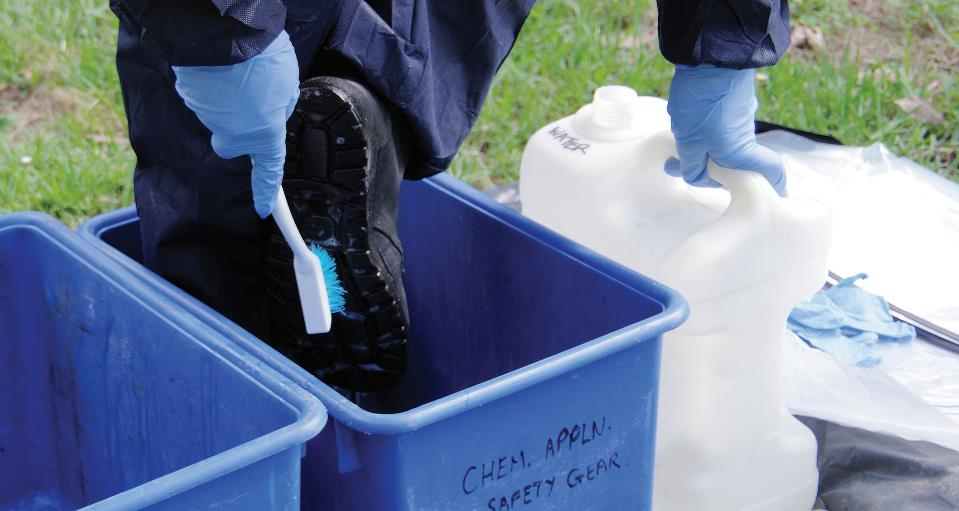 WATER
CHEM. APPLN.
SAFETY GEAR.